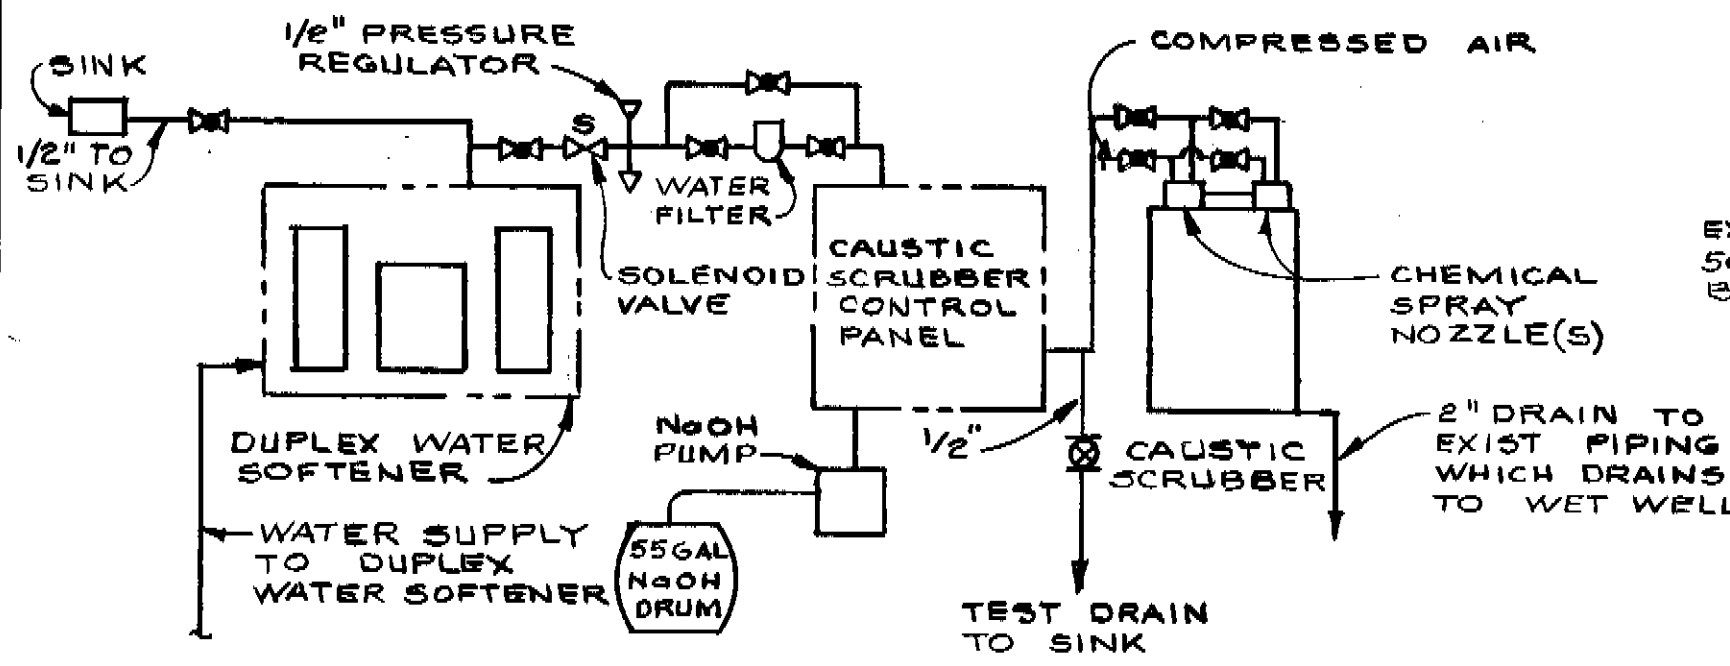 SINK
1/2" TO
SINK
1/2" PRESSURE
REGULATOR
S
WATER
FILTER
SOLENOID
VALVE
COMPRESSED AIR
CAUSTIC
SCRUBBER
CONTROL
PANEL
CHEMICAL
SPRAY
NOZZLE(S)
DUPLEX WATER
SOFTENER
NaOH
PUMP
1/2"
CAUSTIC
SCRUBBER
2" DRAIN TO
EXIST PIPING
WHICH DRAINS
TO WET WELL
WATER SUPPLY
TO DUPLEX
WATER SOFTENER
55 GAL
NaOH
DRUM
TEST DRAIN
TO SINK